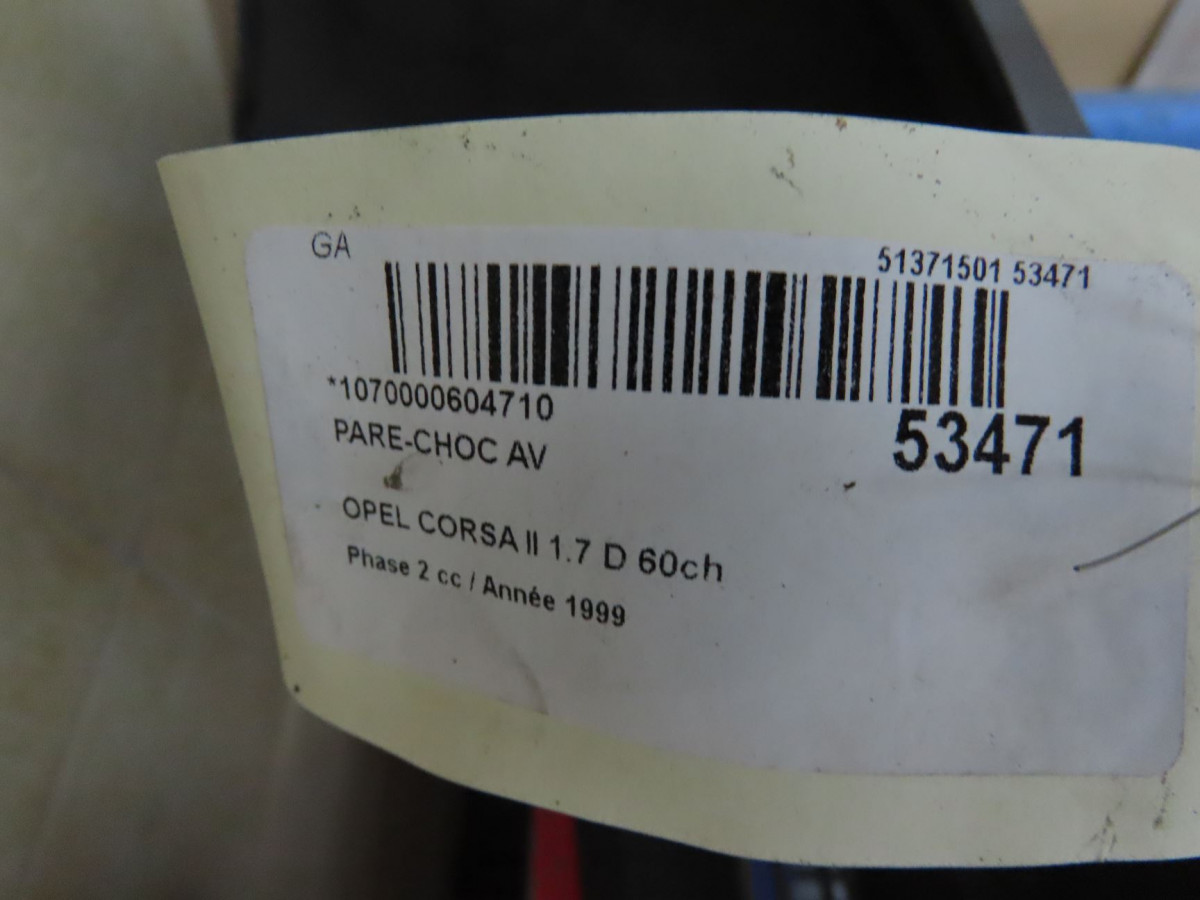 GA
51371501 53471
*1070000604710
53471
PARE-CHOC AV
OPEL CORSA II 1.7 D 60ch
Phase 2 cc / Année 1999